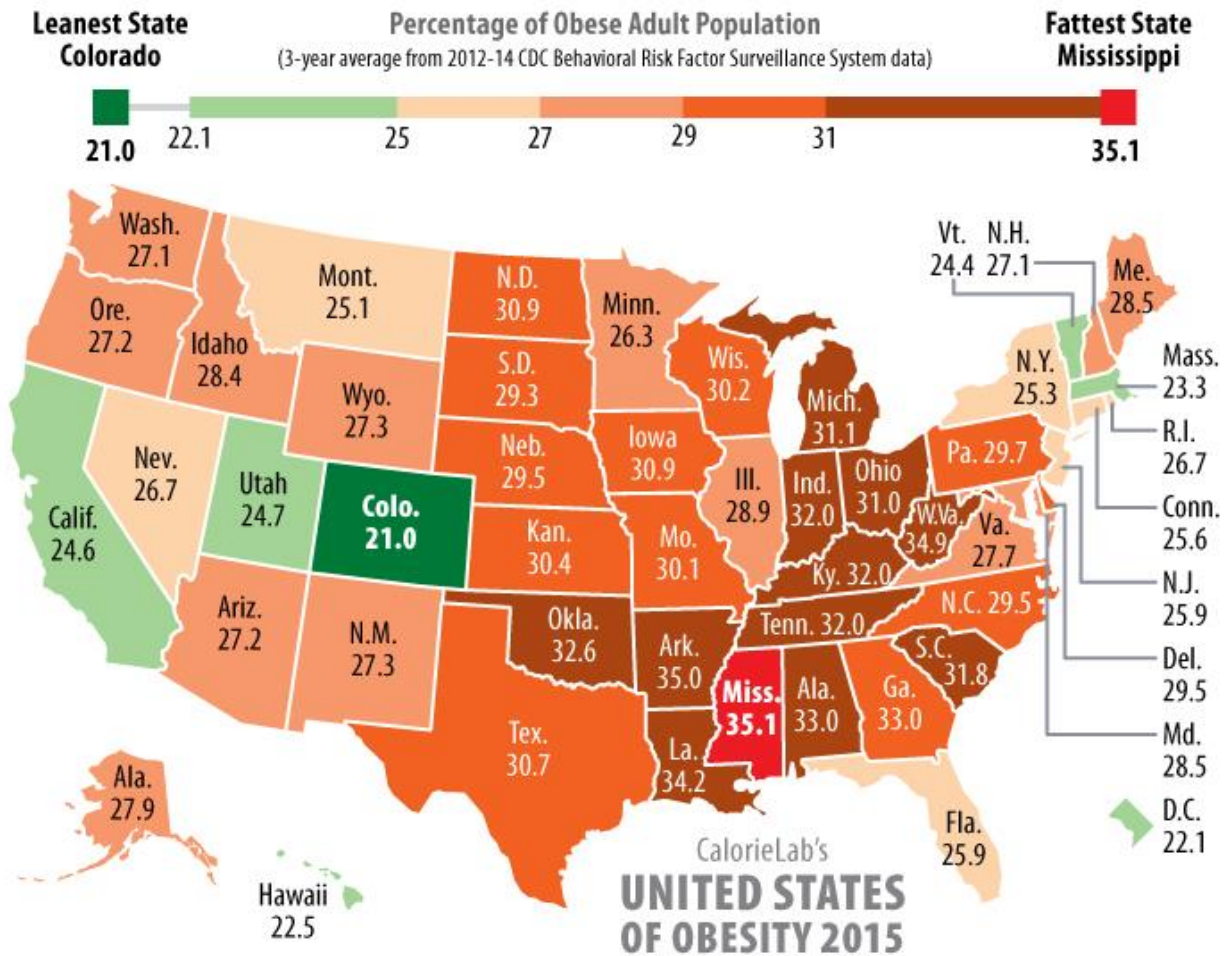 Leanest State
Colorado
Percentage of Obese Adult Population
(3-year average from 2012-14 CDC Behavioral Risk Factor Surveillance System data)
Fattest State
Mississippi
21.0
22.1
25
27
29
31
35.1
Wash.
27.1
Ore.
27.2
Idaho
28.4
Mont.
25.1
Wyo.
27.3
N.D.
30.9
S.D.
29.3
Minn.
26.3
Wis.
30.2
Mich.
31.1
Vt.
24.4
N.H.
27.1
Me.
28.5
N.Y.
25.3
Mass.
23.3
R.I.
26.7
Conn.
25.6
N.J.
25.9
Del.
29.5
Md.
28.5
D.C.
22.1
Calif.
24.6
Nev.
26.7
Utah
24.7
Colo.
21.0
Neb.
29.5
Iowa
30.9
Ill.
28.9
Ind.
32.0
Ohio
31.0
Pa. 29.7
W.Va.
34.9
Va.
27.7
Kan.
30.4
Mo.
30.1
Ky. 32.0
N.C. 29.5
Tenn. 32.0
S.C.
31.8
Ariz.
27.2
N.M.
27.3
Okla.
32.6
Ark.
35.0
Miss.
35.1
Ala.
33.0
Ga.
33.0
Tex.
30.7
La.
34.2
Fla.
25.9
Ala.
27.9
Hawaii
22.5
CalorieLab's
UNITED STATES
OF OBESITY 2015